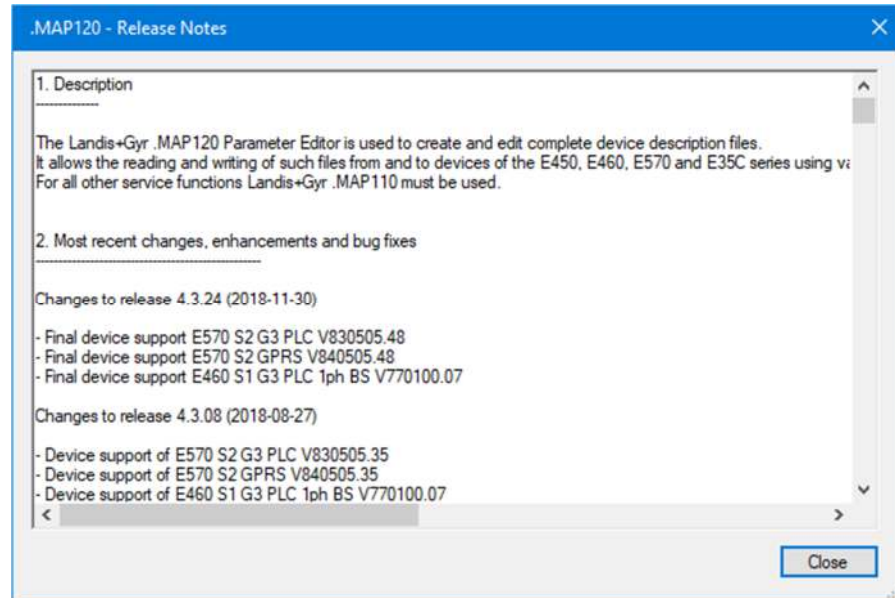 .MAP120 - Release Notes
1. Description
--------------
The Landis+Gyr .MAP120 Parameter Editor is used to create and edit complete device description files.
It allows the reading and writing of such files from and to devices of the E450, E460, E570 and E35C series using
For all other service functions Landis+Gyr .MAP110 must be used.
2. Most recent changes, enhancements and bug fixes
--------------------------------------------------
Changes to release 4.3.24 (2018-11-30)
- Final device support E570 S2 G3 PLC V830505.48
- Final device support E570 S2 GPRS V840505.48
- Final device support E460 S1 G3 PLC 1ph BS V770100.07
Changes to release 4.3.08 (2018-08-27)
- Device support of E570 S2 G3 PLC V830505.35
- Device support of E570 S2 GPRS V840505.35
- Device support of E460 S1 G3 PLC 1ph BS V770100.07
Close